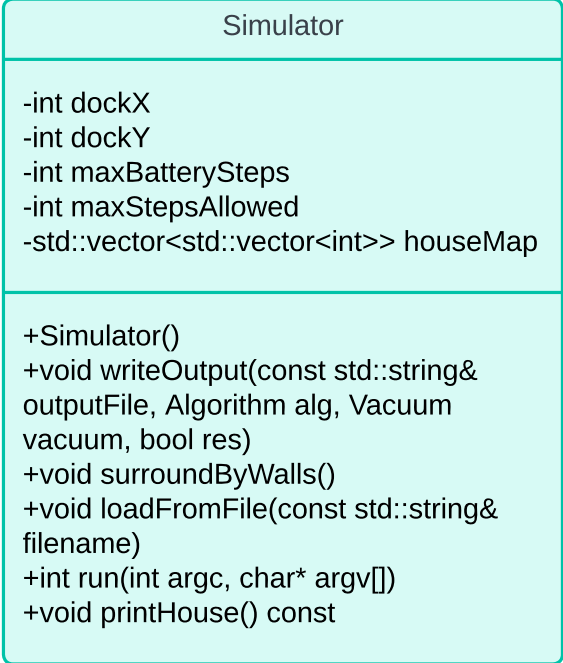 Simulator
-int dockX
-int dockY
-int maxBatterySteps
-int maxStepsAllowed
-std::vector<std::vector<int>> houseMap
+Simulator()
+void writeOutput(const std::string&
outputFile, Algorithm alg, Vacuum
vacuum, bool res)
+void surroundByWalls()
+void loadFromFile(const std::string&
filename)
+int run(int argc, char* argv[])
+void printHouse() const